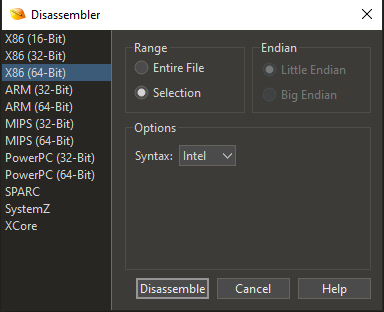 Disassembler
X86 (16-Bit)
X86 (32-Bit)
X86 (64-Bit)
ARM (32-Bit)
ARM (64-Bit)
MIPS (32-Bit)
MIPS (64-Bit)
PowerPC (32-Bit)
PowerPC (64-Bit)
SPARC
SystemZ
XCore
Range
Entire File
Selection
Endian
Little Endian
Big Endian
Options
Syntax: Intel
Disassemble Cancel Help